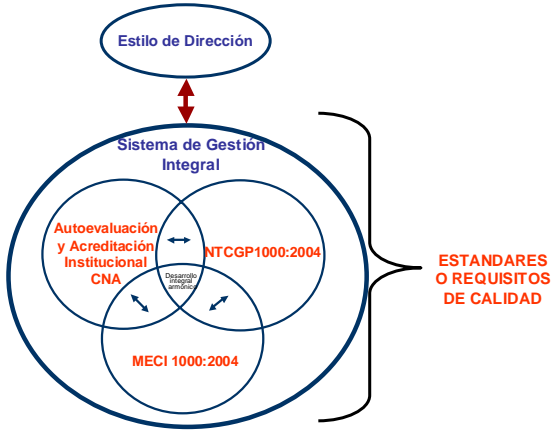 Estilo de Dirección
Sistema de Gestión
Integral
Autoevaluación
y Acreditación
Institucional
CNA
NTCGP1000:2004
Desarrollo
integral
armónico
MECI 1000:2004
ESTANDARES
O REQUISITOS
DE CALIDAD